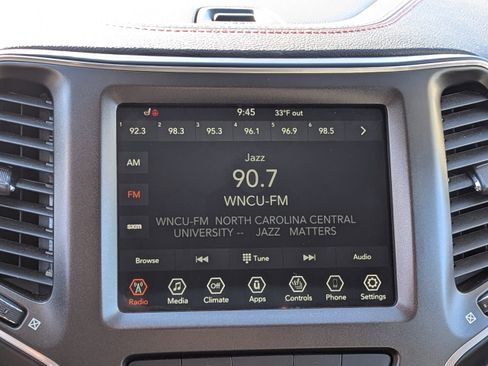 9:45 33°F out
1 92.3 2 98.3 3 95.3 4 96.1 5 96.9 6 98.5
AM
FM
sxm
Jazz
90.7
WNCU-FM
WNCU-FM NORTH CAROLINA CENTRAL
UNIVERSITY -- JAZZ MATTERS
Browse Tune Audio
Off
Radio Media Climate Apps Controls Phone Settings